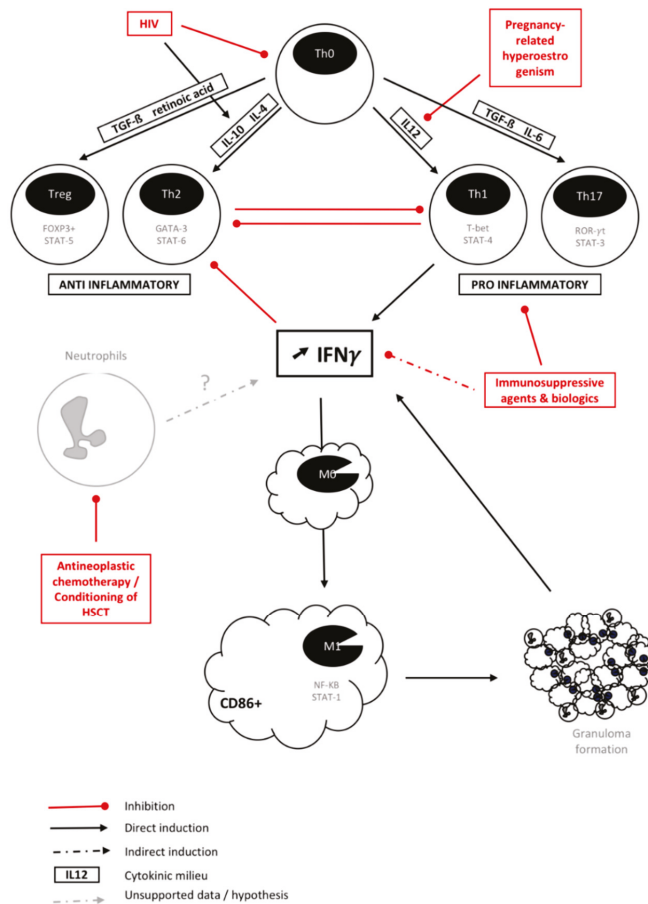 HIV
Th0
Pregnancy-
related
hyperoestro
genism
TGF-ß retinoic acid
IL-10 IL-4
IL12
TGF-ß IL-6
Treg
FOXP3+
STAT-5
Th2
GATA-3
STAT-6
Th1
T-bet
STAT-4
Th17
ROR-γt
STAT-3
ANTI INFLAMMATORY
PRO INFLAMMATORY
Neutrophils
?
IFNγ
Immunosuppressive
agents & biologics
M0
Antineoplastic
chemotherapy /
Conditioning of
HSCT
M1
NF-KB
STAT-1
CD86+
Granuloma
formation
Inhibition
Direct induction
Indirect induction
IL12 Cytokinic milieu
Unsupported data / hypothesis